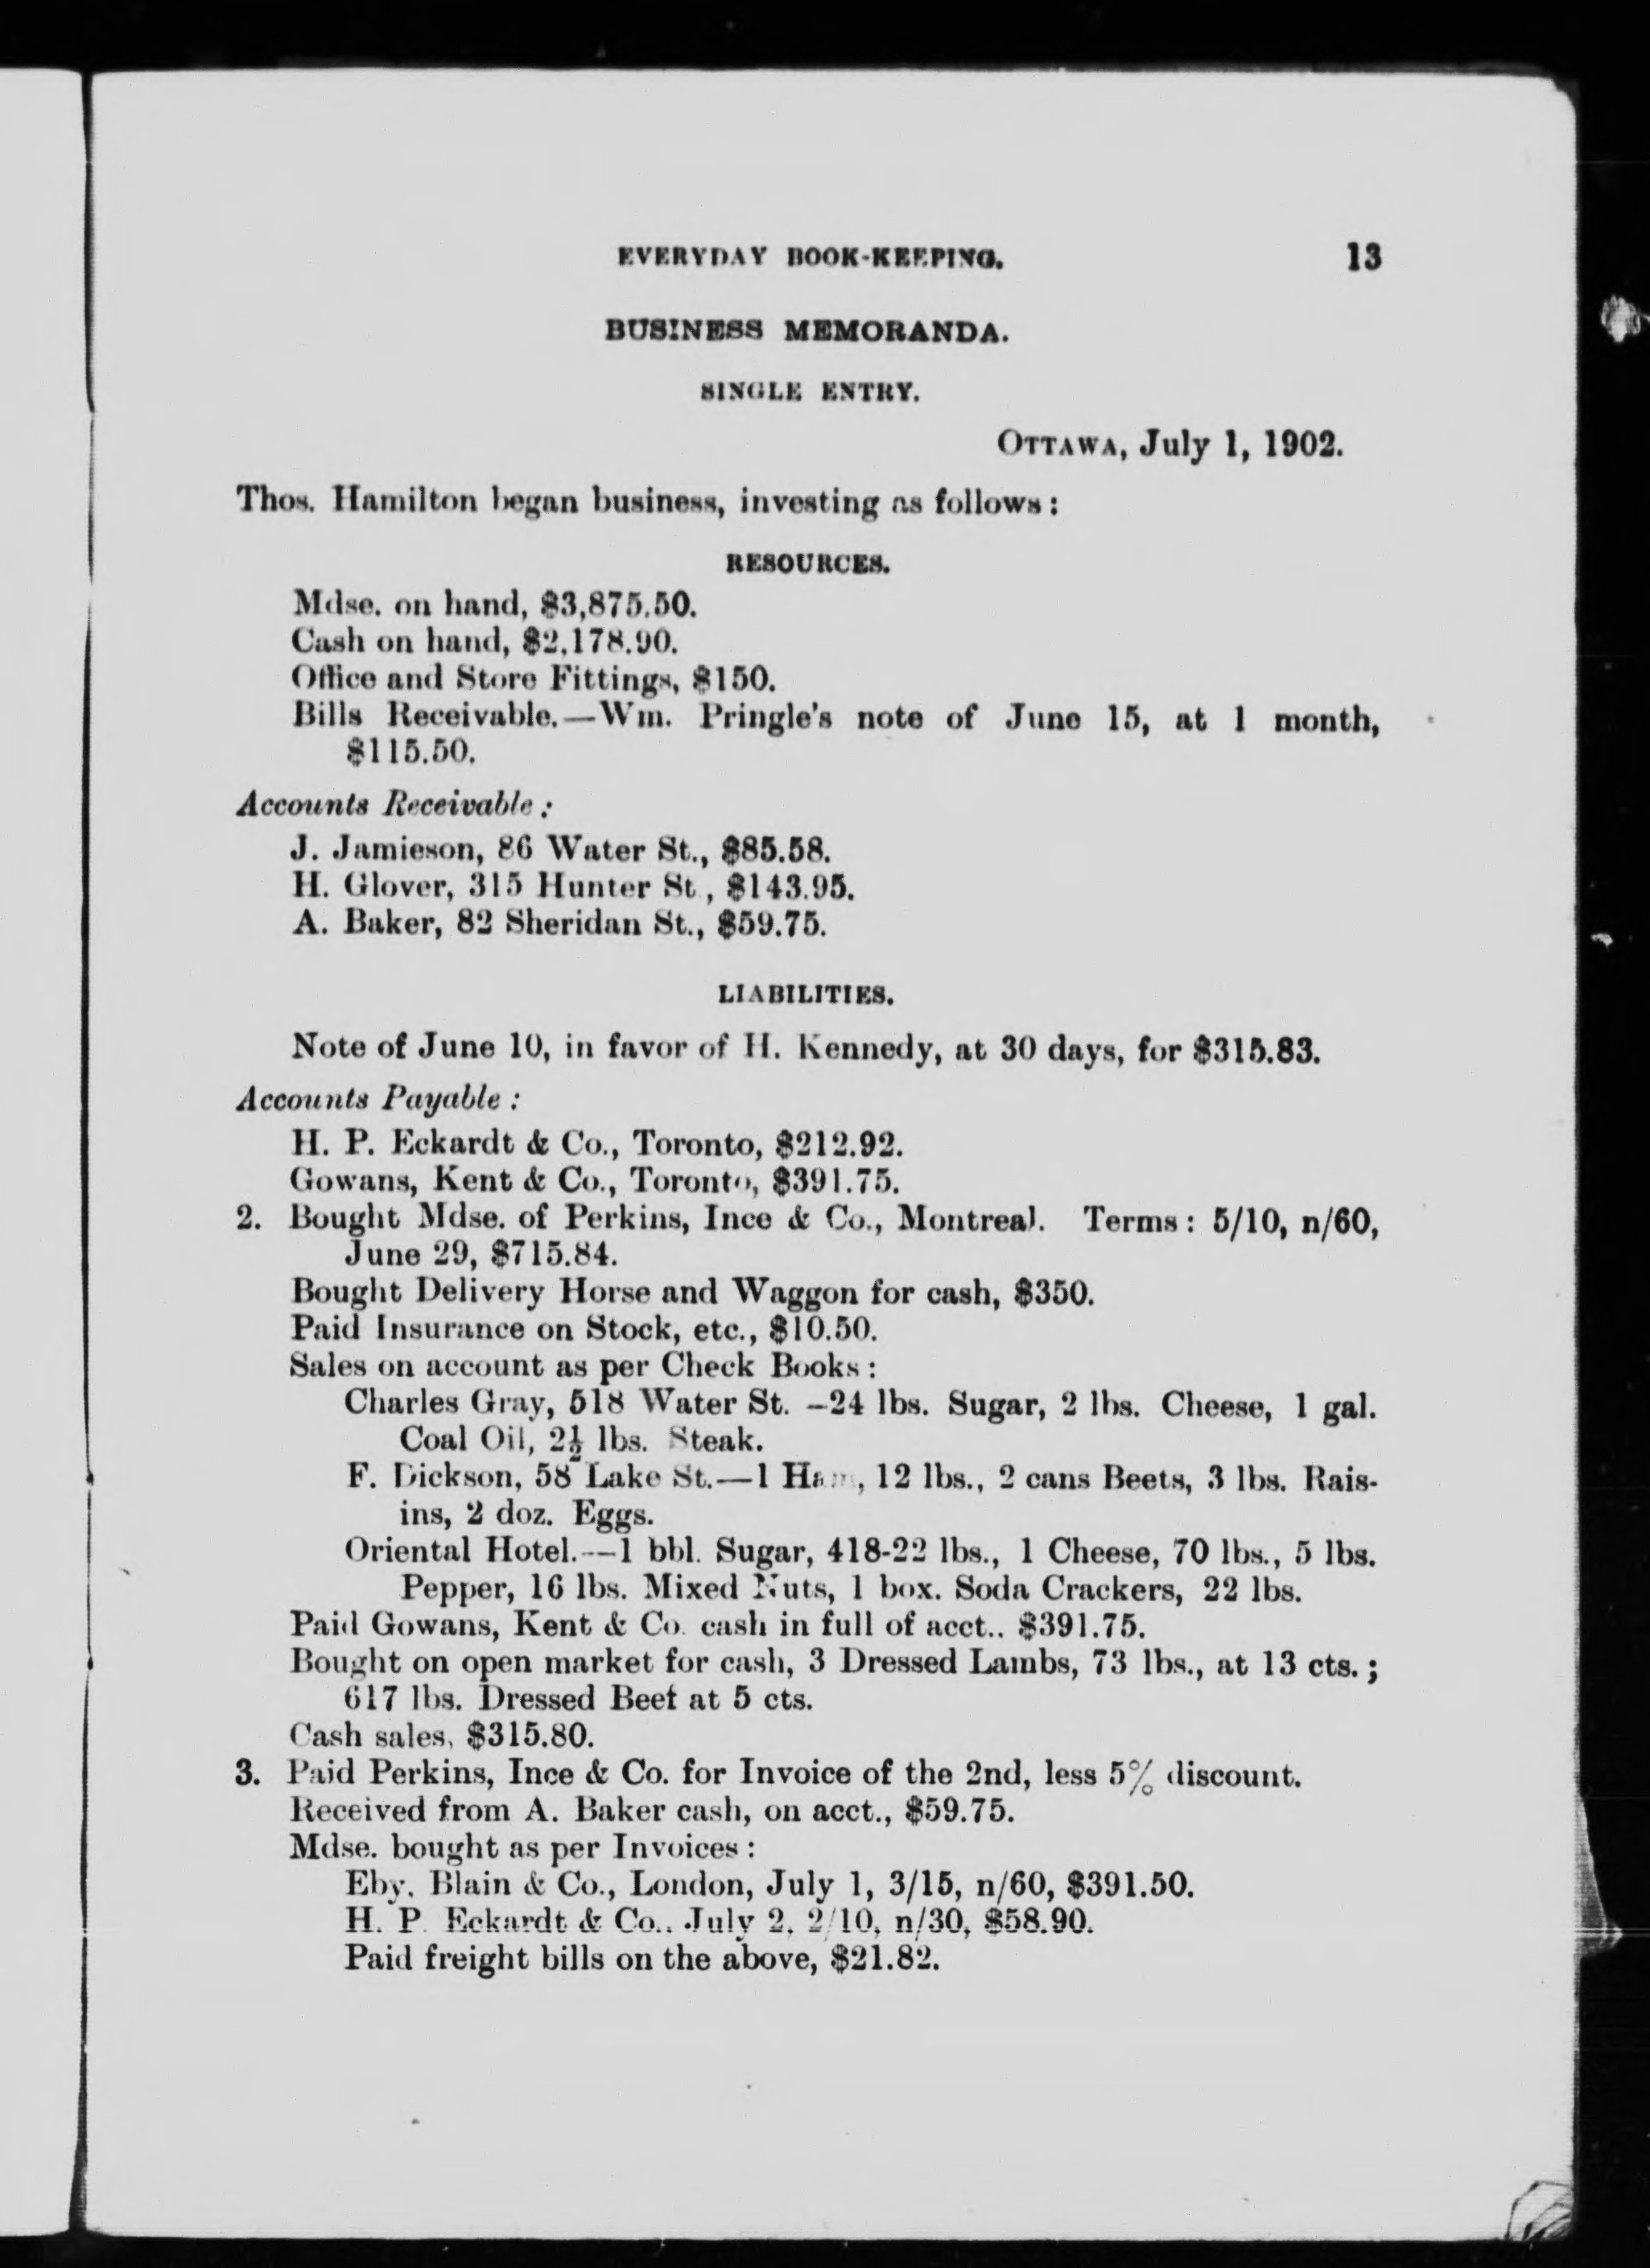 EVERYDAY BOOK-KEEPING. 13
BUSINESS MEMORANDA.
SINGLE ENTRY.
OTTAWA, July 1, 1902.
Thos. Hamilton began business, investing as follows:
RESOURCES.
Mdse. on hand, $3,875.50.
Cash on hand, $2,178.90.
Office and Store Fittings, $150.
Bills Receivable.—Wm. Pringle's note of June 15, at 1 month,
$115.50.
Accounts Receivable:
J. Jamieson, 86 Water St., $85.58.
H. Glover, 315 Hunter St., $143.95.
A. Baker, 82 Sheridan St., $59.75.
LIABILITIES.
Note of June 10, in favor of H. Kennedy, at 30 days, for $315.83.
Accounts Payable:
H. P. Eckardt & Co., Toronto, $212.92.
Gowans, Kent & Co., Toronto, $391.75.
2. Bought Mdse. of Perkins, Ince & Co., Montreal. Terms: 5/10, n/60,
June 29, $715.84.
Bought Delivery Horse and Waggon for cash, $350.
Paid Insurance on Stock, etc., $10.50.
Sales on account as per Check Books:
Charles Gray, 518 Water St.—24 lbs. Sugar, 2 lbs. Cheese, 1 gal.
Coal Oil, 2½ lbs. Steak.
F. Dickson, 58 Lake St.—1 Ham, 12 lbs., 2 cans Beets, 3 lbs. Rais-
ins, 2 doz. Eggs.
Oriental Hotel.—1 bbl. Sugar, 418-22 lbs., 1 Cheese, 70 lbs., 5 lbs.
Pepper, 16 lbs. Mixed Nuts, 1 box. Soda Crackers, 22 lbs.
Paid Gowans, Kent & Co. cash in full of acct.. $391.75.
Bought on open market for cash, 3 Dressed Lambs, 73 lbs., at 13 cts.;
617 lbs. Dressed Beef at 5 cts.
Cash sales, $315.80.
3. Paid Perkins, Ince & Co. for Invoice of the 2nd, less 5% discount.
Received from A. Baker cash, on acct., $59.75.
Mdse. bought as per Invoices:
Eby, Blain & Co., London, July 1, 3/15, n/60, $391.50.
H. P. Eckardt & Co., July 2, 2/10, n/30, $58.90.
Paid freight bills on the above, $21.82.